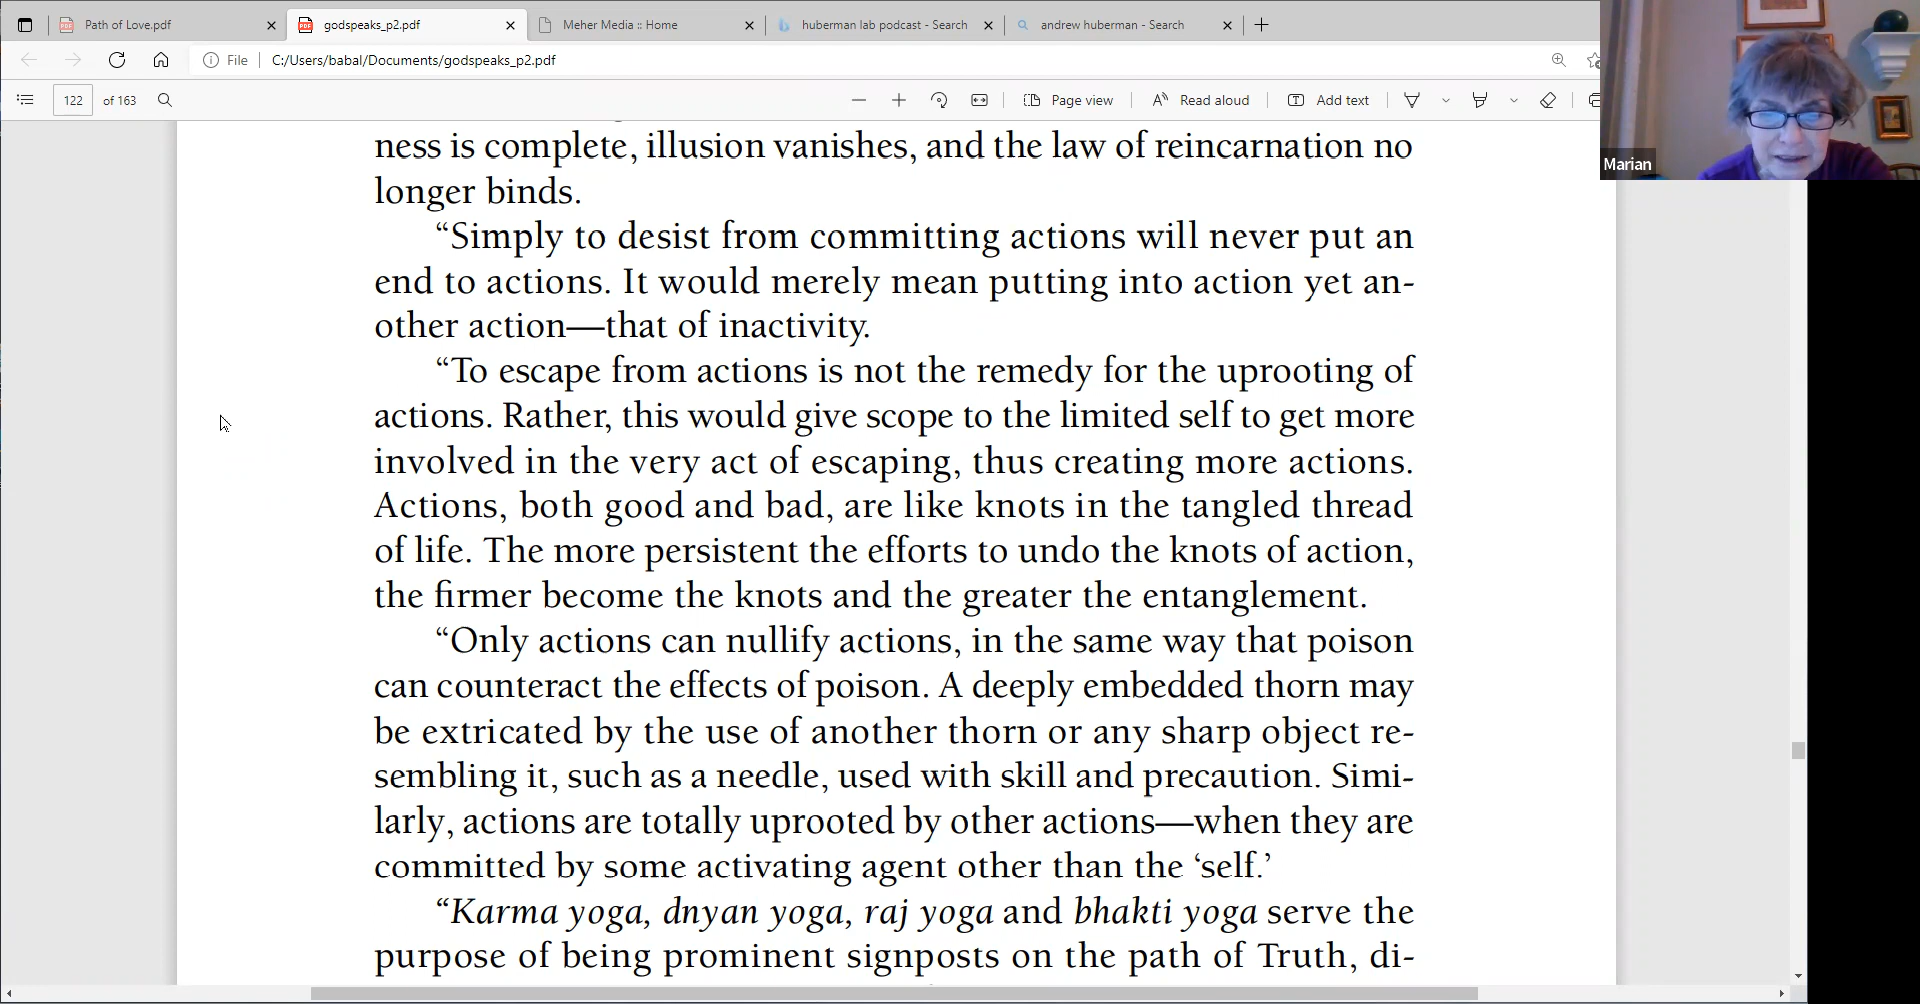 Path of Love.pdf
godspeaks_p2.pdf
Meher Media :: Home
huberman lab podcast - Search
andrew huberman - Search
File
C:/Users/babal/Documents/godspeaks_p2.pdf
122 of 163
Page view
Read aloud
Add text
Marian
ness is complete, illusion vanishes, and the law of reincarnation no
longer binds.
“Simply to desist from committing actions will never put an
end to actions. It would merely mean putting into action yet an-
other action—that of inactivity.
“To escape from actions is not the remedy for the uprooting of
actions. Rather, this would give scope to the limited self to get more
involved in the very act of escaping, thus creating more actions.
Actions, both good and bad, are like knots in the tangled thread
of life. The more persistent the efforts to undo the knots of action,
the firmer become the knots and the greater the entanglement.
“Only actions can nullify actions, in the same way that poison
can counteract the effects of poison. A deeply embedded thorn may
be extricated by the use of another thorn or any sharp object re-
sembling it, such as a needle, used with skill and precaution. Simi-
larly, actions are totally uprooted by other actions—when they are
committed by some activating agent other than the ‘self.’
“Karma yoga, dnyan yoga, raj yoga and bhakti yoga serve the
purpose of being prominent signposts on the path of Truth, di-